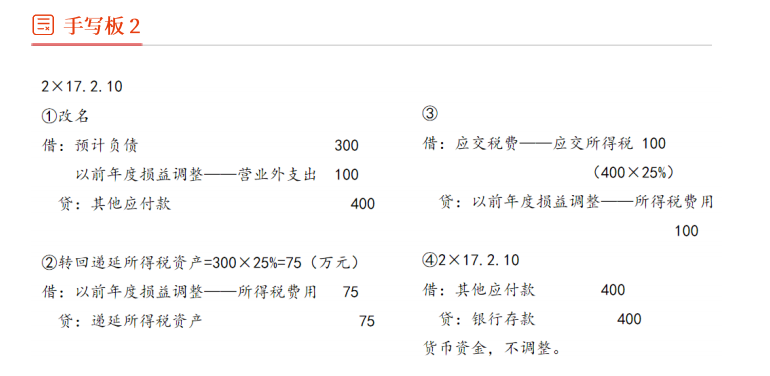 手写板 2
2×17.2.10
①改名
借：预计负债 300
以前年度损益调整——营业外支出 100
贷：其他应付款 400
②转回递延所得税资产=300×25%=75（万元）
借：以前年度损益调整——所得税费用 75
贷：递延所得税资产 75
③
借：应交税费——应交所得税 100
（400×25%）
贷：以前年度损益调整——所得税费用
100
④2×17.2.10
借：其他应付款 400
贷：银行存款 400
货币资金，不调整。